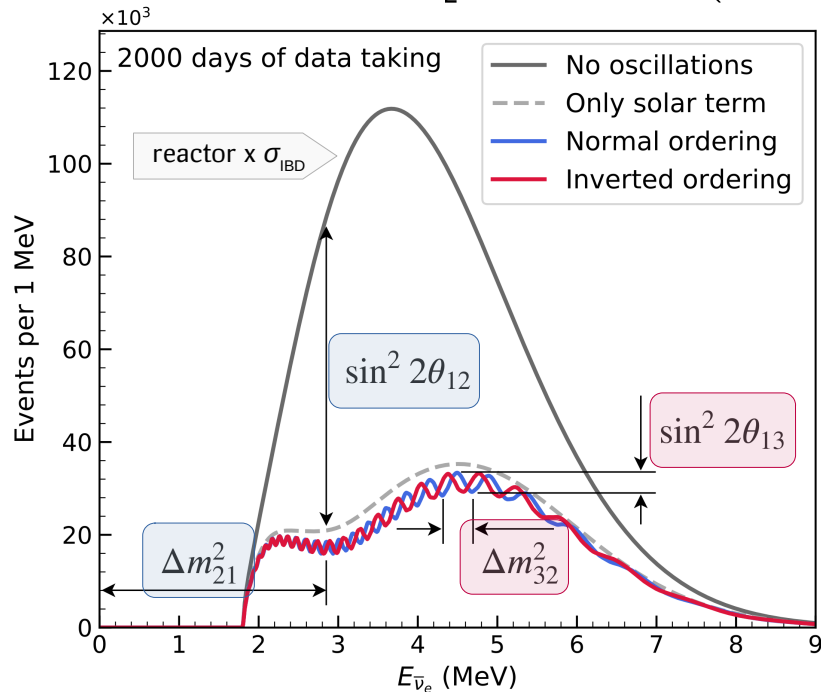 ×10³
2000 days of data taking
No oscillations
Only solar term
Normal ordering
Inverted ordering
reactor x σ_IBD
sin² 2θ₁₂
sin² 2θ₁₃
Δm²₂₁
Δm²₃₂
Events per 1 MeV
120
100
80
60
40
20
0
0 1 2 3 4 5 6 7 8 9
E_ν̅ₑ (MeV)